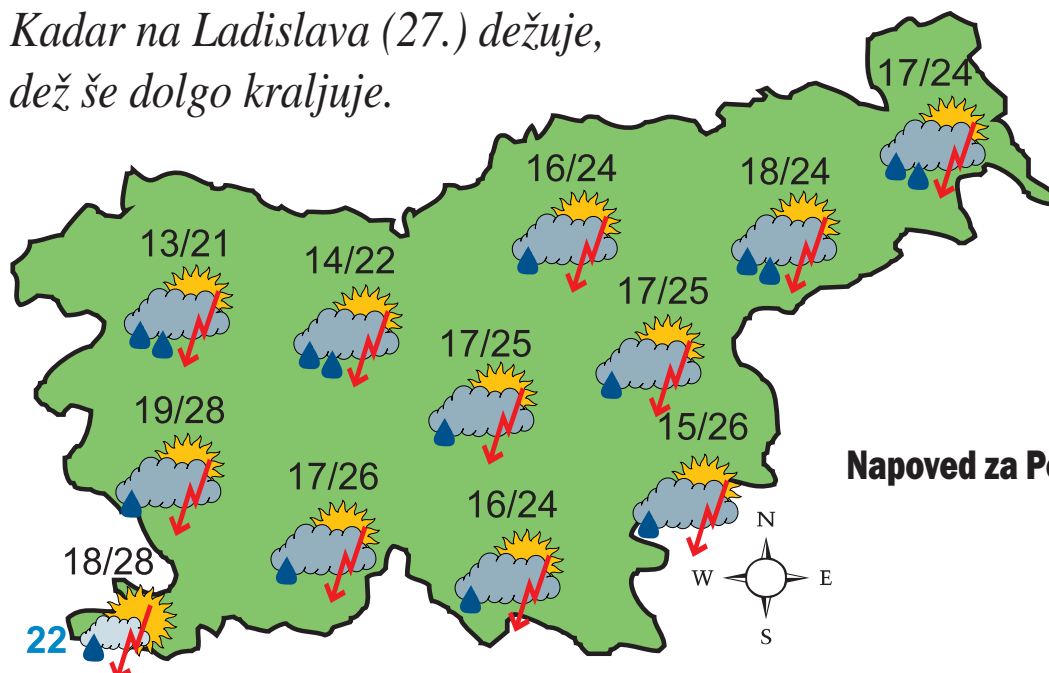 Kadar na Ladislava (27.) dežuje,
dež še dolgo kraljuje.
17/24
16/24
18/24
13/21
14/22
17/25
17/25
19/28
15/26
17/26
16/24
Napoved za P
N
W E
S
18/28
22